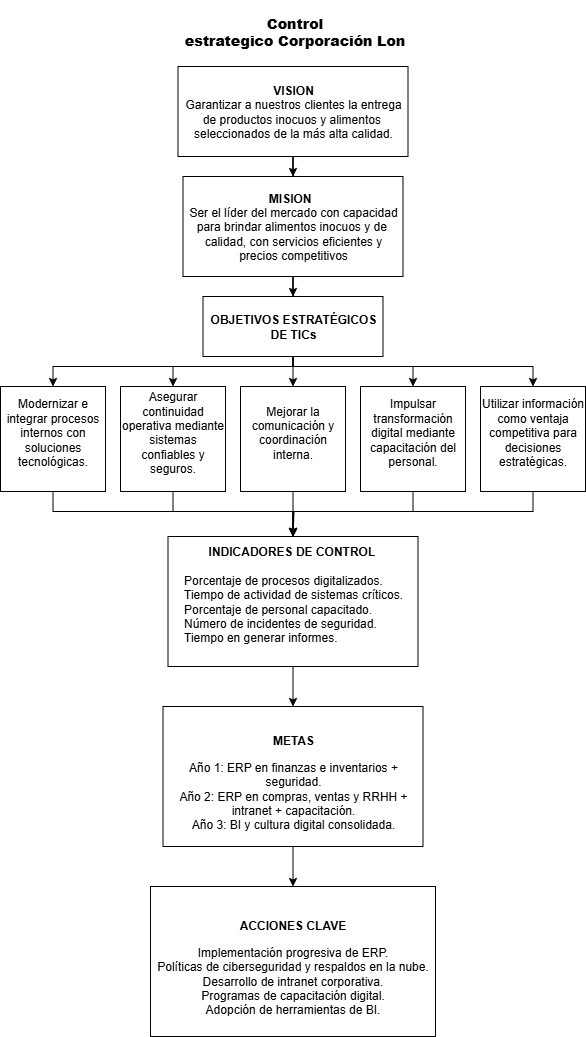 Control
estrategico Corporación Lon
VISION
Garantizar a nuestros clientes la entrega
de productos inocuos y alimentos
seleccionados de la más alta calidad.
MISION
Ser el líder del mercado con capacidad
para brindar alimentos inocuos y de
calidad, con servicios eficientes y
precios competitivos
OBJETIVOS ESTRATÉGICOS
DE TICs
Modernizar e
integrar procesos
internos con
soluciones
tecnológicas.
Asegurar
continuidad
operativa mediante
sistemas
confiables y
seguros.
Mejorar la
comunicación y
coordinación
interna.
Impulsar
transformación
digital mediante
capacitación del
personal.
Utilizar información
como ventaja
competitiva para
decisiones
estratégicas.
INDICADORES DE CONTROL
Porcentaje de procesos digitalizados.
Tiempo de actividad de sistemas críticos.
Porcentaje de personal capacitado.
Número de incidentes de seguridad.
Tiempo en generar informes.
METAS
Año 1: ERP en finanzas e inventarios +
seguridad.
Año 2: ERP en compras, ventas y RRHH +
intranet + capacitación.
Año 3: BI y cultura digital consolidada.
ACCIONES CLAVE
Implementación progresiva de ERP.
Políticas de ciberseguridad y respaldos en la nube.
Desarrollo de intranet corporativa.
Programas de capacitación digital.
Adopción de herramientas de BI.